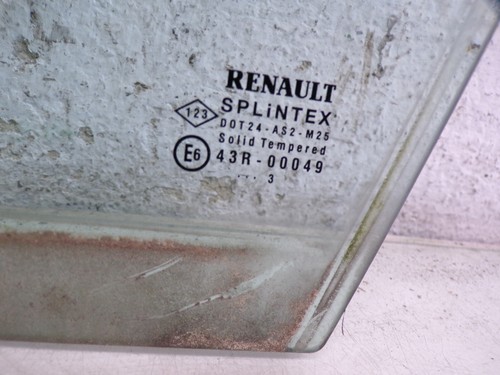 RENAULT
123 SPLiNTEX
DOT24-AS2-M25
Solid Tempered
E6 43R-00049
... 3